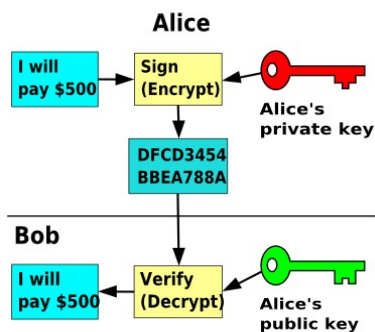 Alice
I will
pay $500
Sign
(Encrypt)
Alice's
private key
DFCD3454
BBEA788A
Bob
I will
pay $500
Verify
(Decrypt)
Alice's
public key